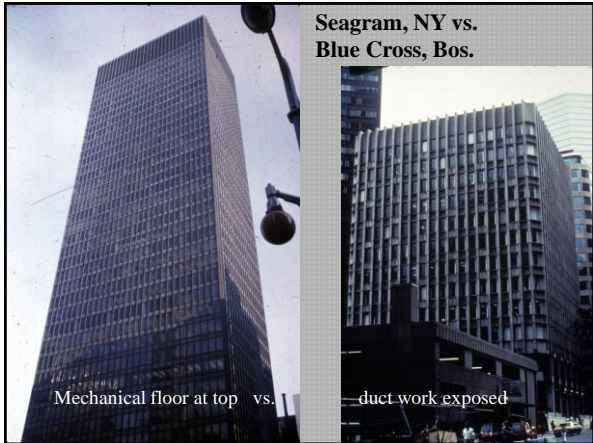 Seagram, NY vs.
Blue Cross, Bos.
Mechanical floor at top vs. duct work exposed